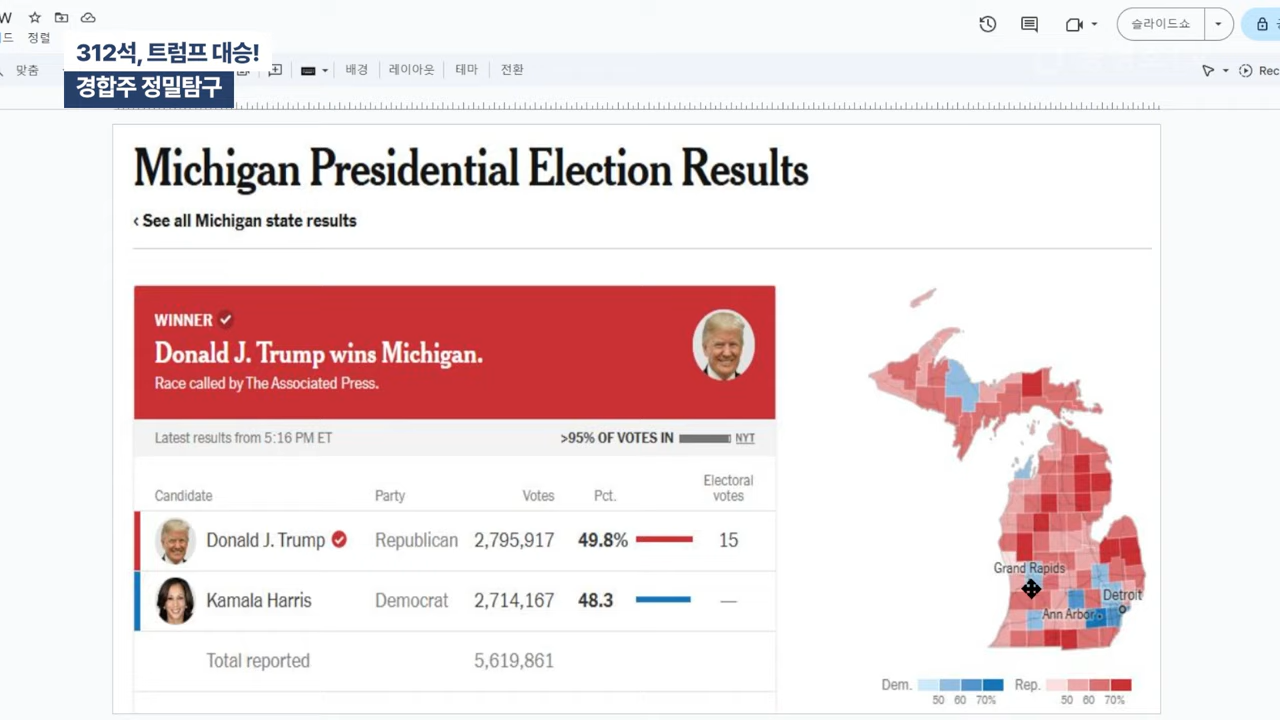 W
슬라이드쇼
드 정렬
312석, 트럼프 대승!
경합주 정밀탐구
맞춤
배경
레이아웃
테마
전환
Rec
Michigan Presidential Election Results
‹ See all Michigan state results
WINNER
Donald J. Trump wins Michigan.
Race called by The Associated Press.
Latest results from 5:16 PM ET
>95% OF VOTES IN
NYT
Candidate Party Votes Pct. Electoral votes
Donald J. Trump Republican 2,795,917 49.8% 15
Kamala Harris Democrat 2,714,167 48.3 —
Total reported 5,619,861
Grand Rapids
Detroit
Ann Arbor
Dem. Rep.
50 60 70% 50 60 70%